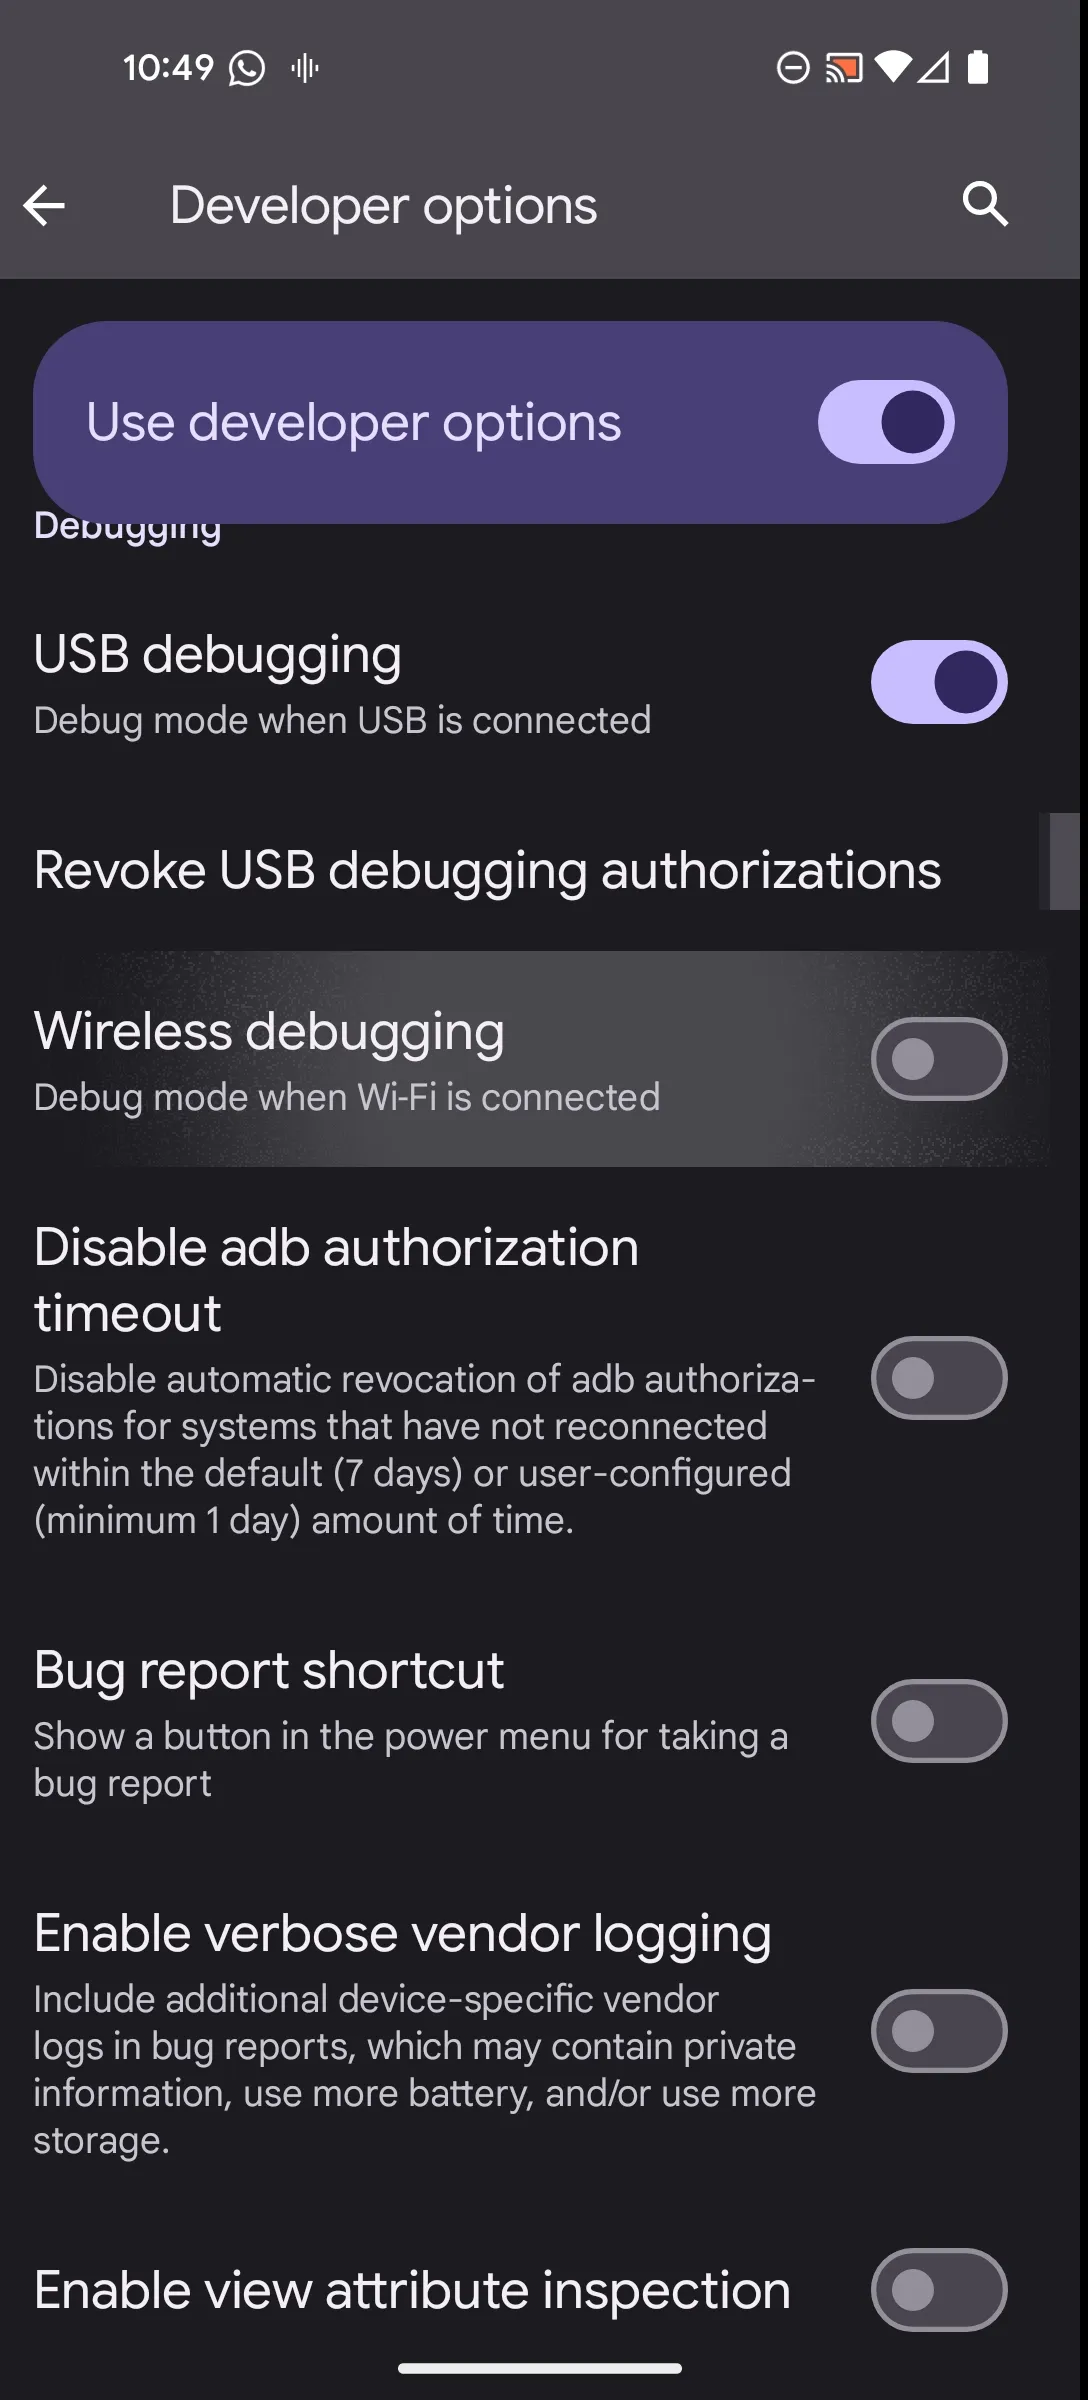 10:49
Developer options
Use developer options
Debugging
USB debugging
Debug mode when USB is connected
Revoke USB debugging authorizations
Wireless debugging
Debug mode when Wi-Fi is connected
Disable adb authorization
timeout
Disable automatic revocation of adb authoriza-
tions for systems that have not reconnected
within the default (7 days) or user-configured
(minimum 1 day) amount of time.
Bug report shortcut
Show a button in the power menu for taking a
bug report
Enable verbose vendor logging
Include additional device-specific vendor
logs in bug reports, which may contain private
information, use more battery, and/or use more
storage.
Enable view attribute inspection